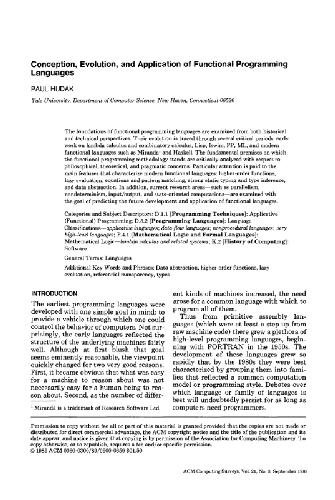 Conception, Evolution, and Application of Functional Programming
Languages
PAUL HUDAK
Yale University, Department of Computer Science, New Haven, Connecticut 06520
The foundations of functional programming languages are examined from both historical
and technical perspectives. Their evolution is traced through several critical periods: early
work on lambda calculus and combinatory calculus, Lisp, Iswim, FP, ML, and modern
functional languages such as Miranda¹ and Haskell. The fundamental premises on which
the functional programming methodology stands are critically analyzed with respect to
philosophical, theoretical, and pragmatic concerns. Particular attention is paid to the
main features that characterize modern functional languages: higher-order functions,
lazy evaluation, equations and pattern matching, strong static typing and type inference,
and data abstraction. In addition, current research areas—such as parallelism,
nondeterminism, input/output, and state-oriented computations—are examined with
the goal of predicting the future development and application of functional languages.
Categories and Subject Descriptors: D.1.1 [Programming Techniques]: Applicative
(Functional) Programming; D.3.2 [Programming Languages]: Language
Classifications—applicative languages; data-flow languages; nonprocedural languages; very
high-level languages; F.4.1 [Mathematical Logic and Formal Languages]:
Mathematical Logic—lambda calculus and related systems; K.2 [History of Computing]:
Software
General Terms: Languages
Additional Key Words and Phrases: Data abstraction, higher-order functions, lazy
evaluation, referential transparency, types
INTRODUCTION
The earliest programming languages were
developed with one simple goal in mind: to
provide a vehicle through which one could
control the behavior of computers. Not sur-
prisingly, the early languages reflected the
structure of the underlying machines fairly
well. Although at first blush that goal
seems eminently reasonable, the viewpoint
quickly changed for two very good reasons.
First, it became obvious that what was easy
for a machine to reason about was not
necessarily easy for a human being to rea-
son about. Second, as the number of differ-
¹ Miranda is a trademark of Research Software Ltd.
ent kinds of machines increased, the need
arose for a common language with which to
program all of them.
Thus from primitive assembly lan-
guages (which were at least a step up from
raw machine code) there grew a plethora of
high-level programming languages, begin-
ning with FORTRAN in the 1950s. The
development of these languages grew so
rapidly that by the 1980s they were best
characterized by grouping them into fami-
lies that reflected a common computation
model or programming style. Debates over
which language or family of languages is
best will undoubtedly persist for as long as
computers need programmers.
Permission to copy without fee all or part of this material is granted provided that the copies are not made or
distributed for direct commercial advantage, the ACM copyright notice and the title of the publication and its
date appear, and notice is given that copying is by permission of the Association for Computing Machinery. To
copy otherwise, or to republish, requires a fee and/or specific permission.
© 1989 ACM 0360-0300/89/0900-0359 $01.50
ACM Computing Surveys, Vol. 21, No. 3, September 1989